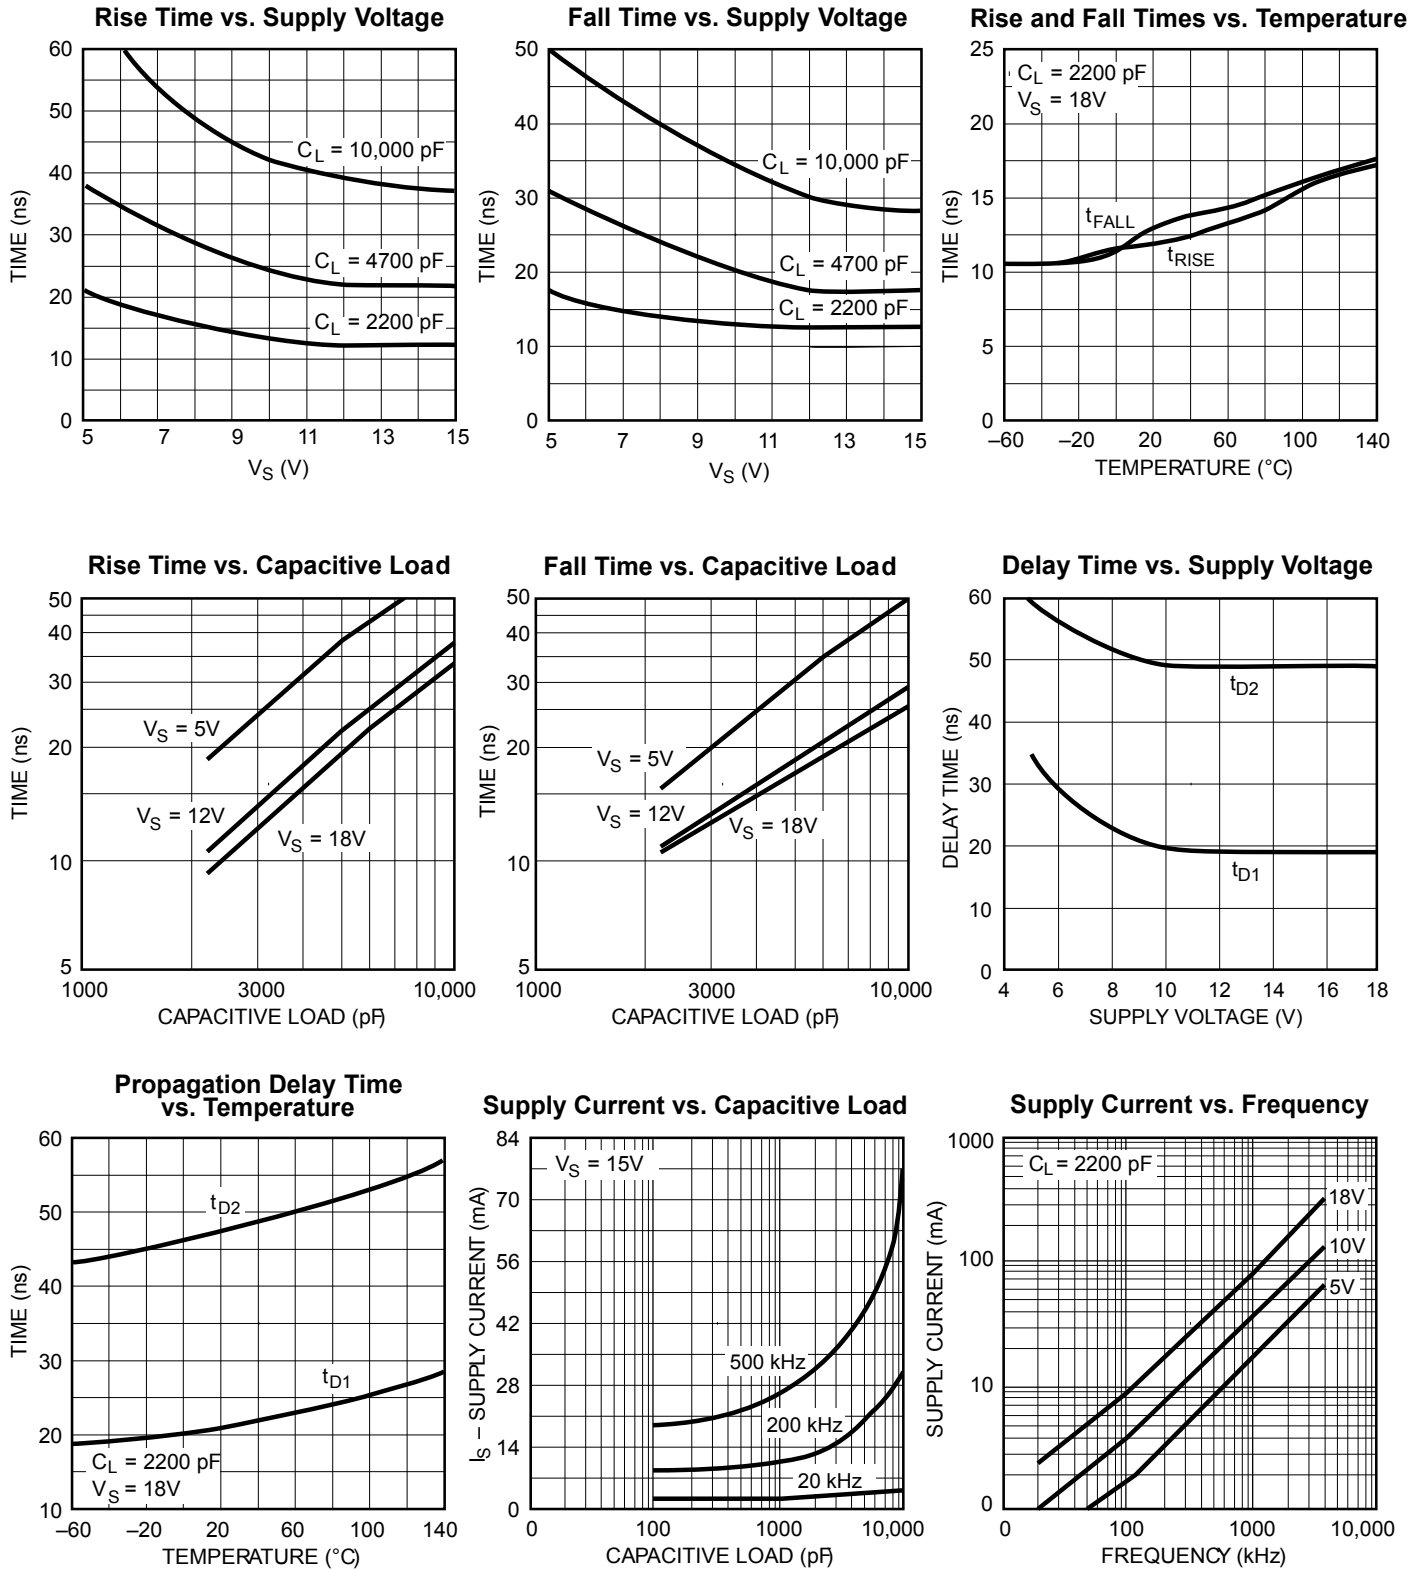 Rise Time vs. Supply Voltage
60
50
40
30
20
10
0
TIME (ns)
C_L = 10,000 pF
C_L = 4700 pF
C_L = 2200 pF
5 7 9 11 13 15
V_S (V)
Fall Time vs. Supply Voltage
50
40
30
20
10
0
TIME (ns)
C_L = 10,000 pF
C_L = 4700 pF
C_L = 2200 pF
5 7 9 11 13 15
V_S (V)
Rise and Fall Times vs. Temperature
25
20
15
10
5
0
TIME (ns)
C_L = 2200 pF
V_S = 18V
t_FALL
t_RISE
–60 –20 20 60 100 140
TEMPERATURE (°C)
Rise Time vs. Capacitive Load
50
40
30
20
10
5
TIME (ns)
V_S = 5V
V_S = 12V
V_S = 18V
1000 3000 10,000
CAPACITIVE LOAD (pF)
Fall Time vs. Capacitive Load
50
40
30
20
10
5
TIME (ns)
V_S = 5V
V_S = 12V
V_S = 18V
1000 3000 10,000
CAPACITIVE LOAD (pF)
Delay Time vs. Supply Voltage
60
50
40
30
20
10
0
DELAY TIME (ns)
t_D2
t_D1
4 6 8 10 12 14 16 18
SUPPLY VOLTAGE (V)
Propagation Delay Time
vs. Temperature
60
50
40
30
20
10
TIME (ns)
t_D2
t_D1
C_L = 2200 pF
V_S = 18V
–60 –20 20 60 100 140
TEMPERATURE (°C)
Supply Current vs. Capacitive Load
84
70
56
42
28
14
0
I_S – SUPPLY CURRENT (mA)
V_S = 15V
500 kHz
200 kHz
20 kHz
0 100 1000 10,000
CAPACITIVE LOAD (pF)
Supply Current vs. Frequency
1000
100
10
0
SUPPLY CURRENT (mA)
C_L = 2200 pF
18V
10V
5V
0 100 1000 10,000
FREQUENCY (kHz)